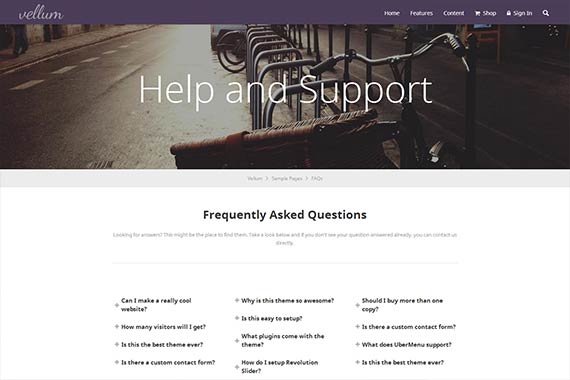 vellum
Home Features Content Shop Sign In
Help and Support
Vellum > Sample Pages > FAQs
Frequently Asked Questions
Looking for answers? This might be the place to find them. Take a look below and if you don't see your question answered already, you can contact us
directly.
Can I make a really cool
website?
How many visitors will I get?
Is this the best theme ever?
Is there a custom contact form?
Why is this theme so awesome?
Is this easy to setup?
What plugins come with the
theme?
How do I setup Revolution
Slider?
Should I buy more than one
copy?
Is there a custom contact form?
What does UberMenu support?
Is this the best theme ever?